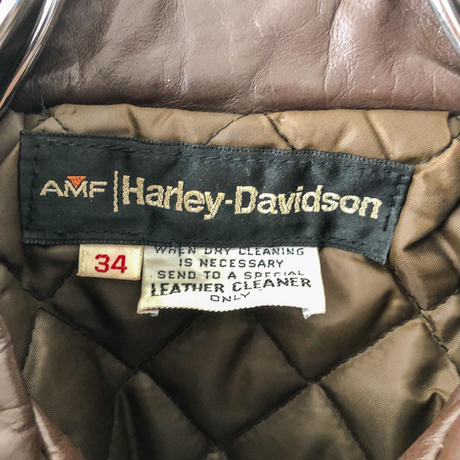 AMF Harley-Davidson
34
WHEN DRY CLEANING
IS NECESSARY
SEND TO A SPECIAL
LEATHER CLEANER
ONLY